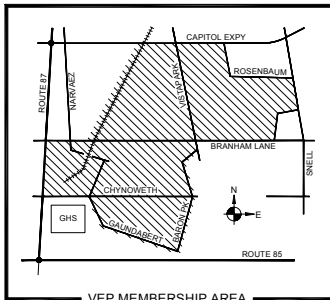 CAPITOL EXPY
ROUTE 87
NARVAEZ
VISTAPARK
ROSENBAUM
BRANHAM LANE
SNELL
CHYNOWETH
GHS
GAUNDABERT
BARON PK
N
E
ROUTE 85
VEP MEMBERSHIP AREA